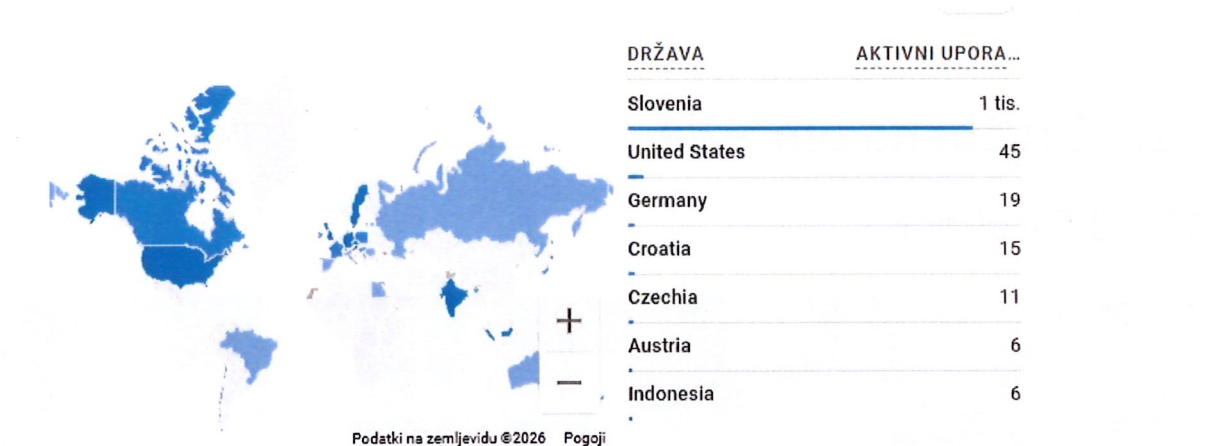 DRŽAVA AKTIVNI UPORA…
Slovenia 1 tis.
United States 45
Germany 19
Croatia 15
Czechia 11
Austria 6
Indonesia 6
+
−
Podatki na zemljevidu ©2026 Pogoji